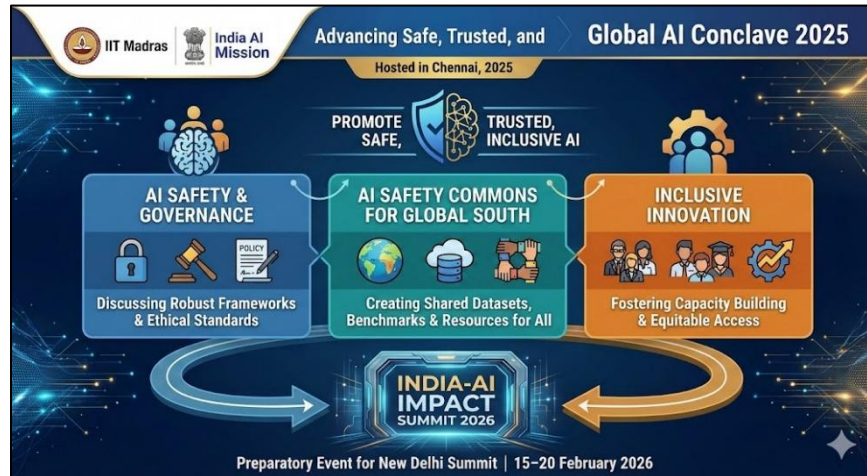 IIT Madras
India AI
Mission
Advancing Safe, Trusted, and
Global AI Conclave 2025
Hosted in Chennai, 2025
PROMOTE
SAFE,
TRUSTED,
INCLUSIVE AI
AI SAFETY &
GOVERNANCE
POLICY
Discussing Robust Frameworks
& Ethical Standards
AI SAFETY COMMONS
FOR GLOBAL SOUTH
Creating Shared Datasets,
Benchmarks & Resources for All
INCLUSIVE
INNOVATION
Fostering Capacity Building
& Equitable Access
INDIA-AI
IMPACT
SUMMIT 2026
Preparatory Event for New Delhi Summit | 15–20 February 2026